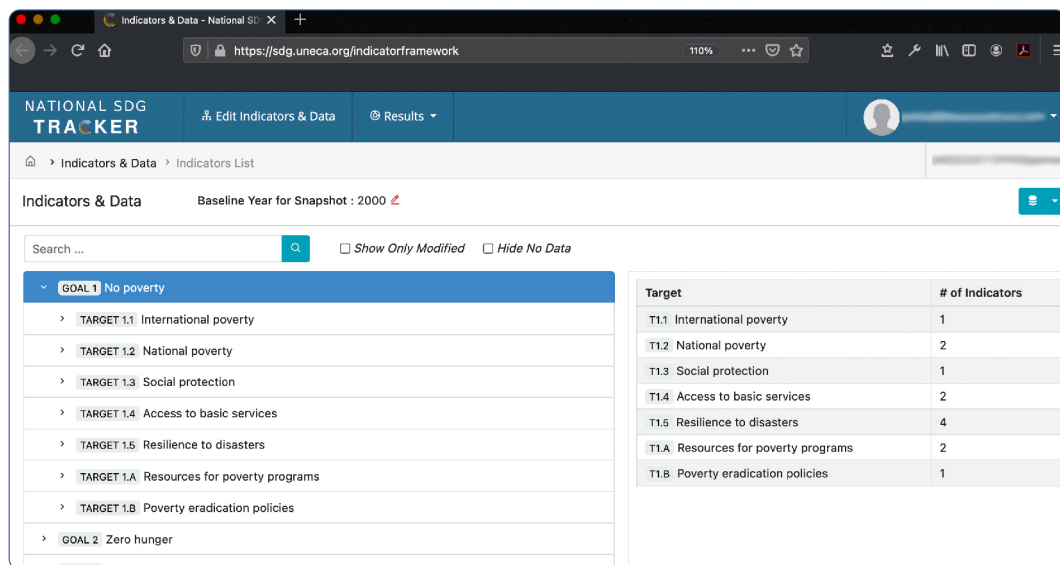 Indicators & Data - National SD
https://sdg.uneca.org/indicatorframework 110%
NATIONAL SDG
TRACKER
Edit Indicators & Data
Results
Indicators & Data > Indicators List
Indicators & Data
Baseline Year for Snapshot : 2000
Search ...
Show Only Modified
Hide No Data
GOAL 1 No poverty
TARGET 1.1 International poverty
TARGET 1.2 National poverty
TARGET 1.3 Social protection
TARGET 1.4 Access to basic services
TARGET 1.5 Resilience to disasters
TARGET 1.A Resources for poverty programs
TARGET 1.B Poverty eradication policies
GOAL 2 Zero hunger
Target # of Indicators
T1.1 International poverty 1
T1.2 National poverty 2
T1.3 Social protection 1
T1.4 Access to basic services 2
T1.5 Resilience to disasters 4
T1.A Resources for poverty programs 2
T1.B Poverty eradication policies 1